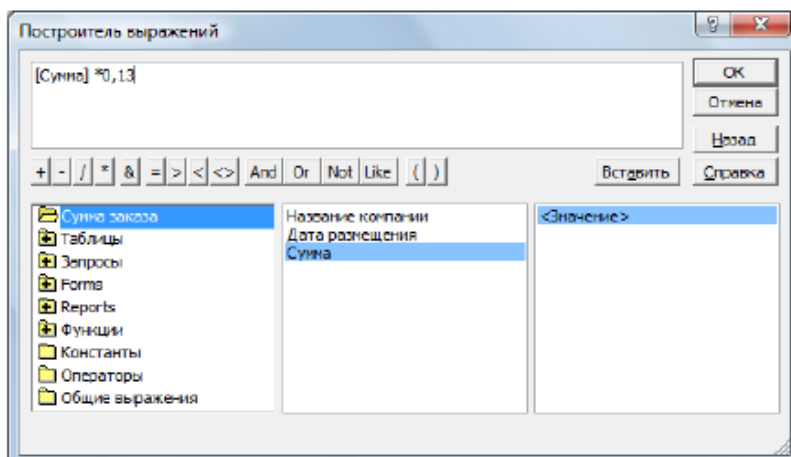 Построитель выражений
[Сумма] *0,13
ОК
Отмена
Назад
+ - / * & = > < <> And Or Not Like ( ) Вставить Справка
Сумма заказа
Таблицы
Запросы
Forms
Reports
Функции
Константы
Операторы
Общие выражения
Название компании
Дата размещения
Сумма
<Значение>